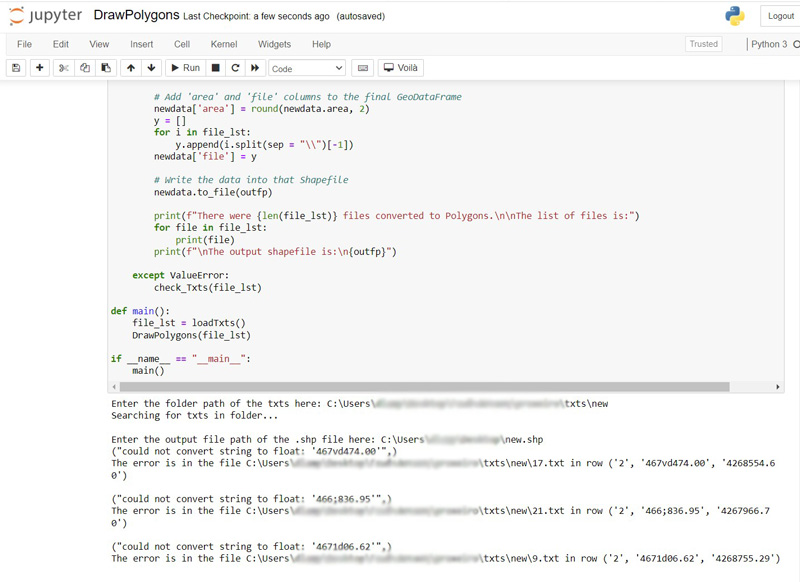 jupyter DrawPolygons Last Checkpoint: a few seconds ago (autosaved)
Logout
File Edit View Insert Cell Kernel Widgets Help
Trusted
Python 3
Run
Code
Voilà
# Add 'area' and 'file' columns to the final GeoDataFrame
newdata['area'] = round(newdata.area, 2)
y = []
for i in file_lst:
y.append(i.split(sep = "\\")[-1])
newdata['file'] = y
# Write the data into that Shapefile
newdata.to_file(outfp)
print(f"There were {len(file_lst)} files converted to Polygons.\n\nThe list of files is:")
for file in file_lst:
print(file)
print(f"\nThe output shapefile is:\n{outfp}")
except ValueError:
check_Txts(file_lst)
def main():
file_lst = loadTxts()
DrawPolygons(file_lst)
if __name__ == "__main__":
main()
Enter the folder path of the txts here: C:\Users\ \txts\new
Searching for txts in folder...
Enter the output file path of the .shp file here: C:\Users\ \new.shp
("could not convert string to float: '467vd474.00'",)
The error is in the file C:\Users\ \txts\new\17.txt in row ('2', '467vd474.00', '4268554.6
0')
("could not convert string to float: '466;836.95'",)
The error is in the file C:\Users\ \txts\new\21.txt in row ('2', '466;836.95', '4267966.7
0')
("could not convert string to float: '4671d06.62'",)
The error is in the file C:\Users\ \txts\new\9.txt in row ('2', '4671d06.62', '4268755.29')